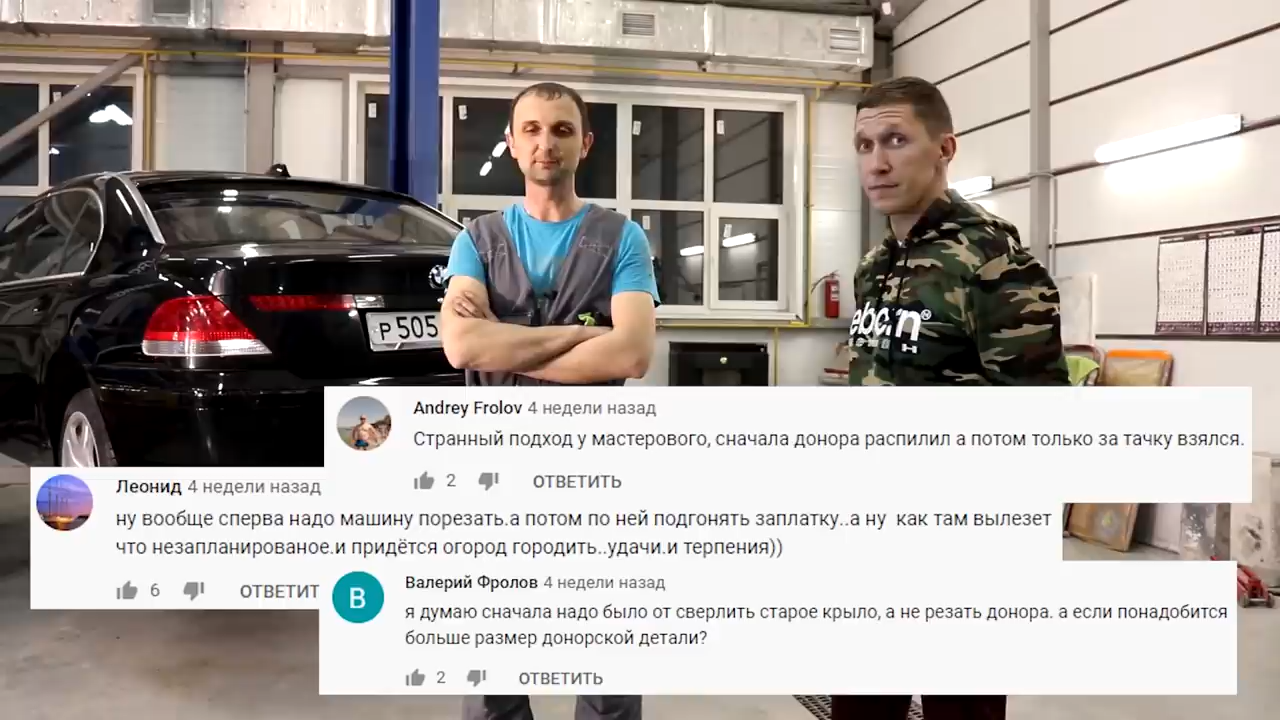 P 505
Andrey Frolov 4 недели назад
Странный подход у мастерового, сначала донора распилил а потом только за тачку взялся.
2 ОТВЕТИТЬ
Леонид 4 недели назад
ну вообще сперва надо машину порезать.а потом по ней подгонять заплатку..а ну как там вылезет
что незапланированое.и придётся огород городить..удачи.и терпения))
6 ОТВЕТИТ
В
Валерий Фролов 4 недели назад
я думаю сначала надо было от сверлить старое крыло, а не резать донора. а если понадобится
больше размер донорской детали?
2 ОТВЕТИТЬ